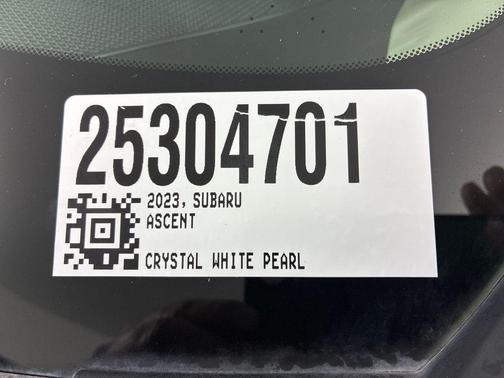 25304701
2023, SUBARU
ASCENT
CRYSTAL WHITE PEARL